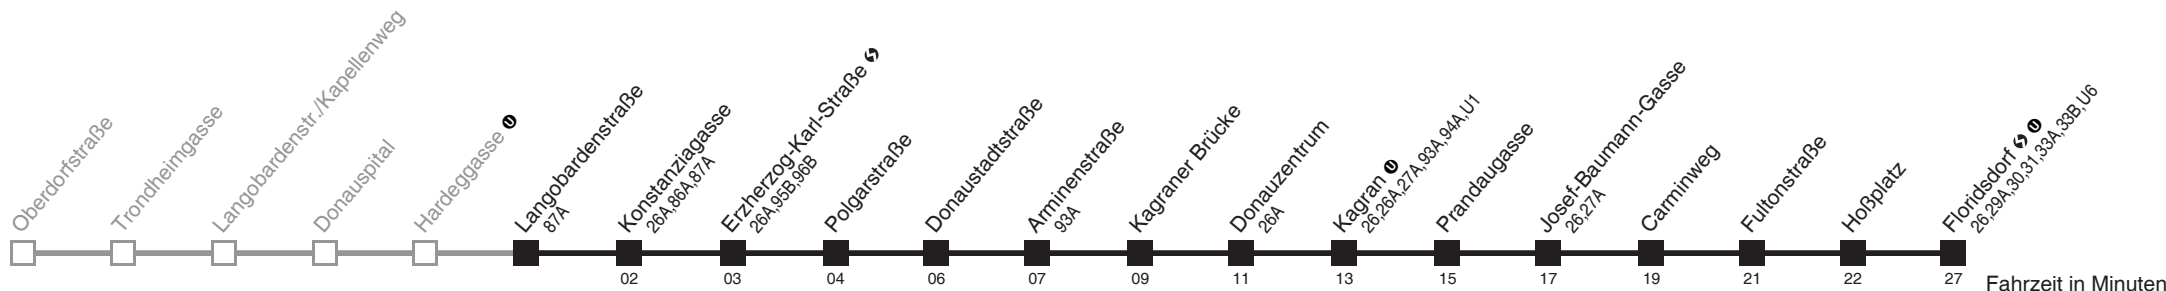 Oberdorfstraße
Trondheimgasse
Langobardenstr./Kapellenweg
Donauspital
Hardeggasse U
Langobardenstraße
87A
Konstanziagasse
26A,86A,87A
Erzherzog-Karl-Straße S
26A,95B,96B
Polgarstraße
Donaustadtstraße
Arminenstraße
93A
Kagraner Brücke
Donauzentrum
26A
Kagran U
26,26A,27A,93A,94A,U1
Prandaugasse
Josef-Baumann-Gasse
26,27A
Carminweg
Fultonstraße
Hoßplatz
Floridsdorf S U
26,29A,30,31,33A,33B,U6
02 03 04 06 07 09 11 13 15 17 19 21 22 27 Fahrzeit in Minuten